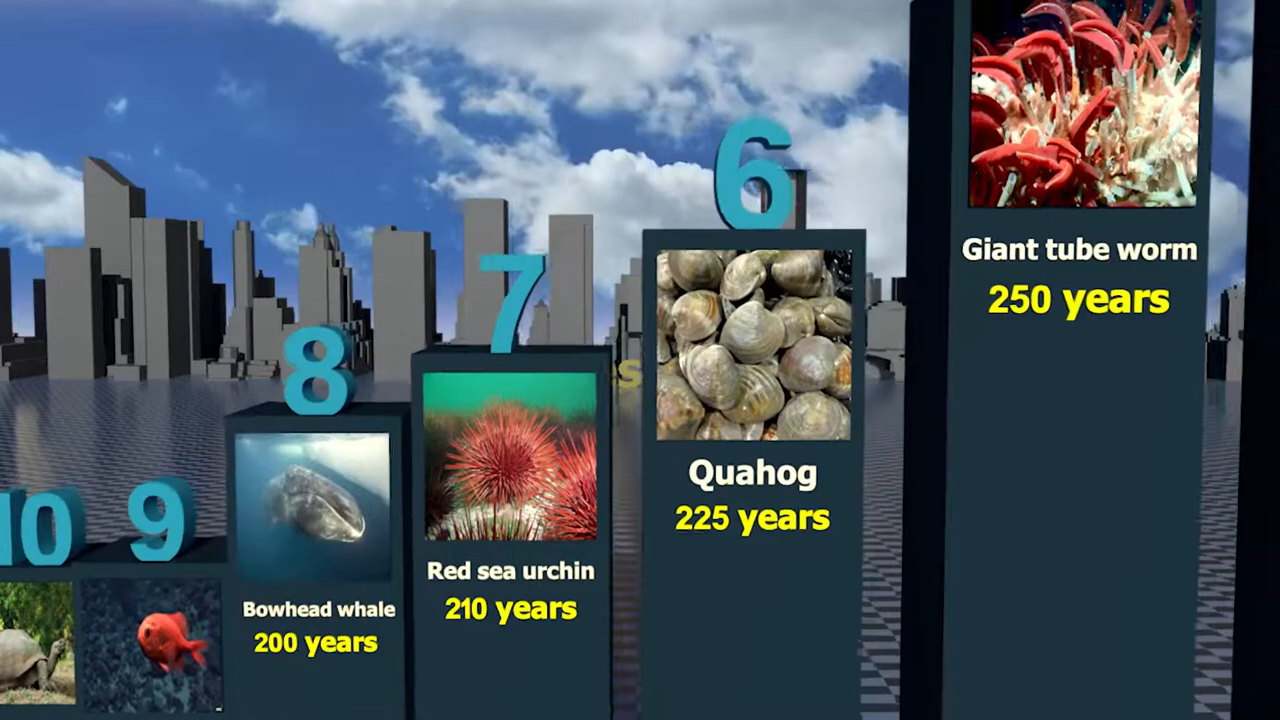 10
9
8
Bowhead whale
200 years
7
Red sea urchin
210 years
6
Quahog
225 years
Giant tube worm
250 years